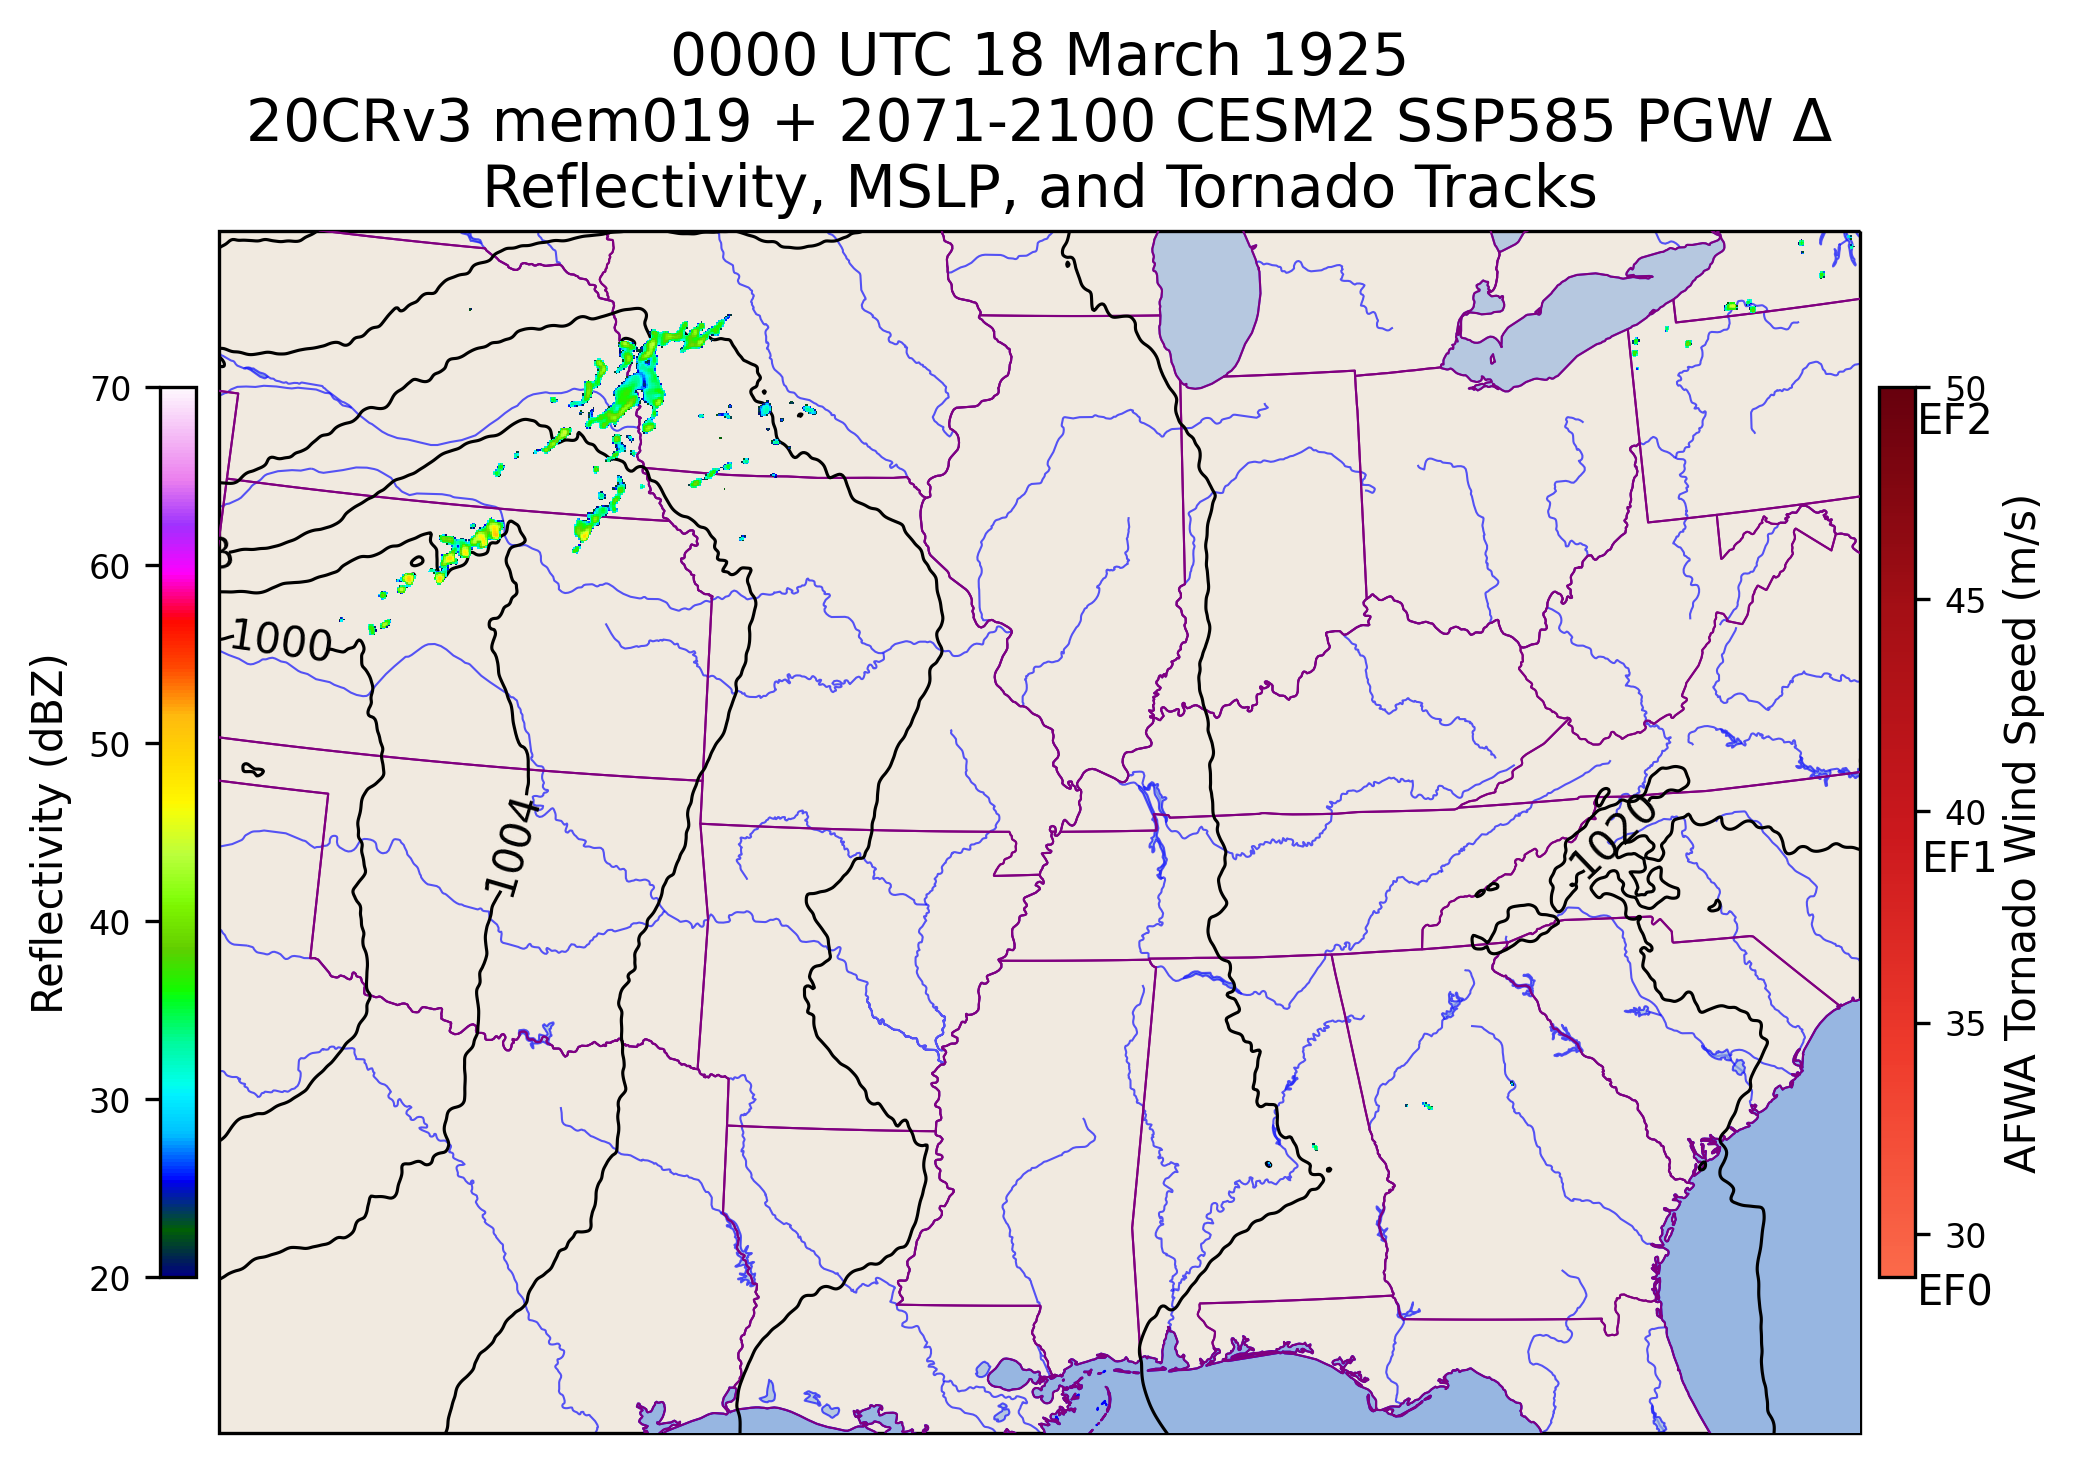 0000 UTC 18 March 1925
20CRv3 mem019 + 2071-2100 CESM2 SSP585 PGW Δ
Reflectivity, MSLP, and Tornado Tracks
70
60
50
40
30
20
Reflectivity (dBZ)
1000
1004
1020
50
EF2
45
40
EF1
35
30
EF0
AFWA Tornado Wind Speed (m/s)